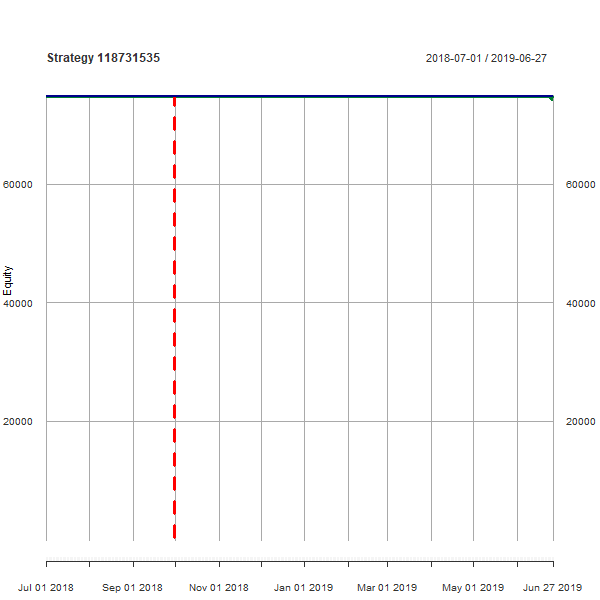 Strategy 118731535
2018-07-01 / 2019-06-27
60000
60000
Equity
40000
40000
20000
20000
Jul 01 2018
Sep 01 2018
Nov 01 2018
Jan 01 2019
Mar 01 2019
May 01 2019
Jun 27 2019